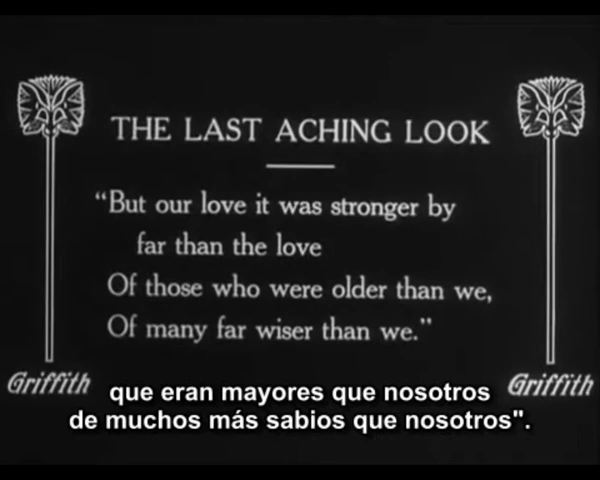 THE LAST ACHING LOOK
“But our love it was stronger by
far than the love
Of those who were older than we,
Of many far wiser than we.”
Griffith
Griffith
que eran mayores que nosotros
de muchos más sabios que nosotros".